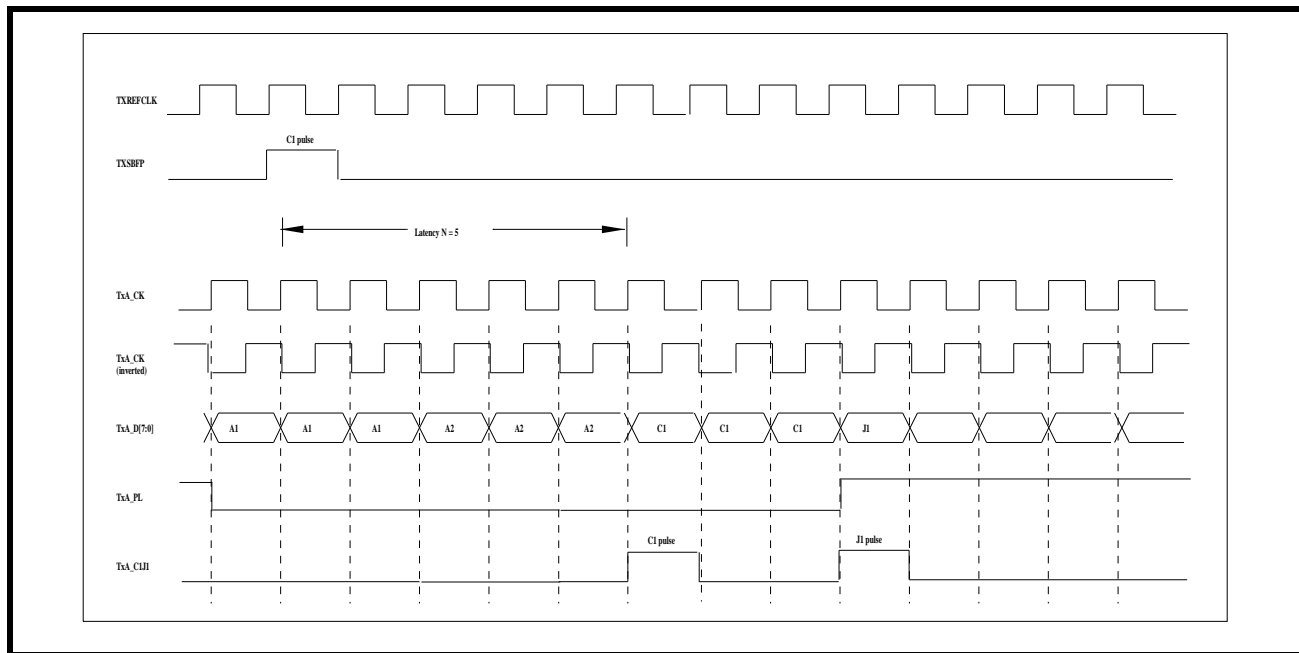 TXREFCLK
C1 pulse
TXSBFP
Latency N = 5
TxA_CK
TxA_CK
(inverted)
TxA_D[7:0] A1 A1 A1 A2 A2 A2 C1 C1 C1 J1
TxA_PL
C1 pulse J1 pulse
TxA_C1J1